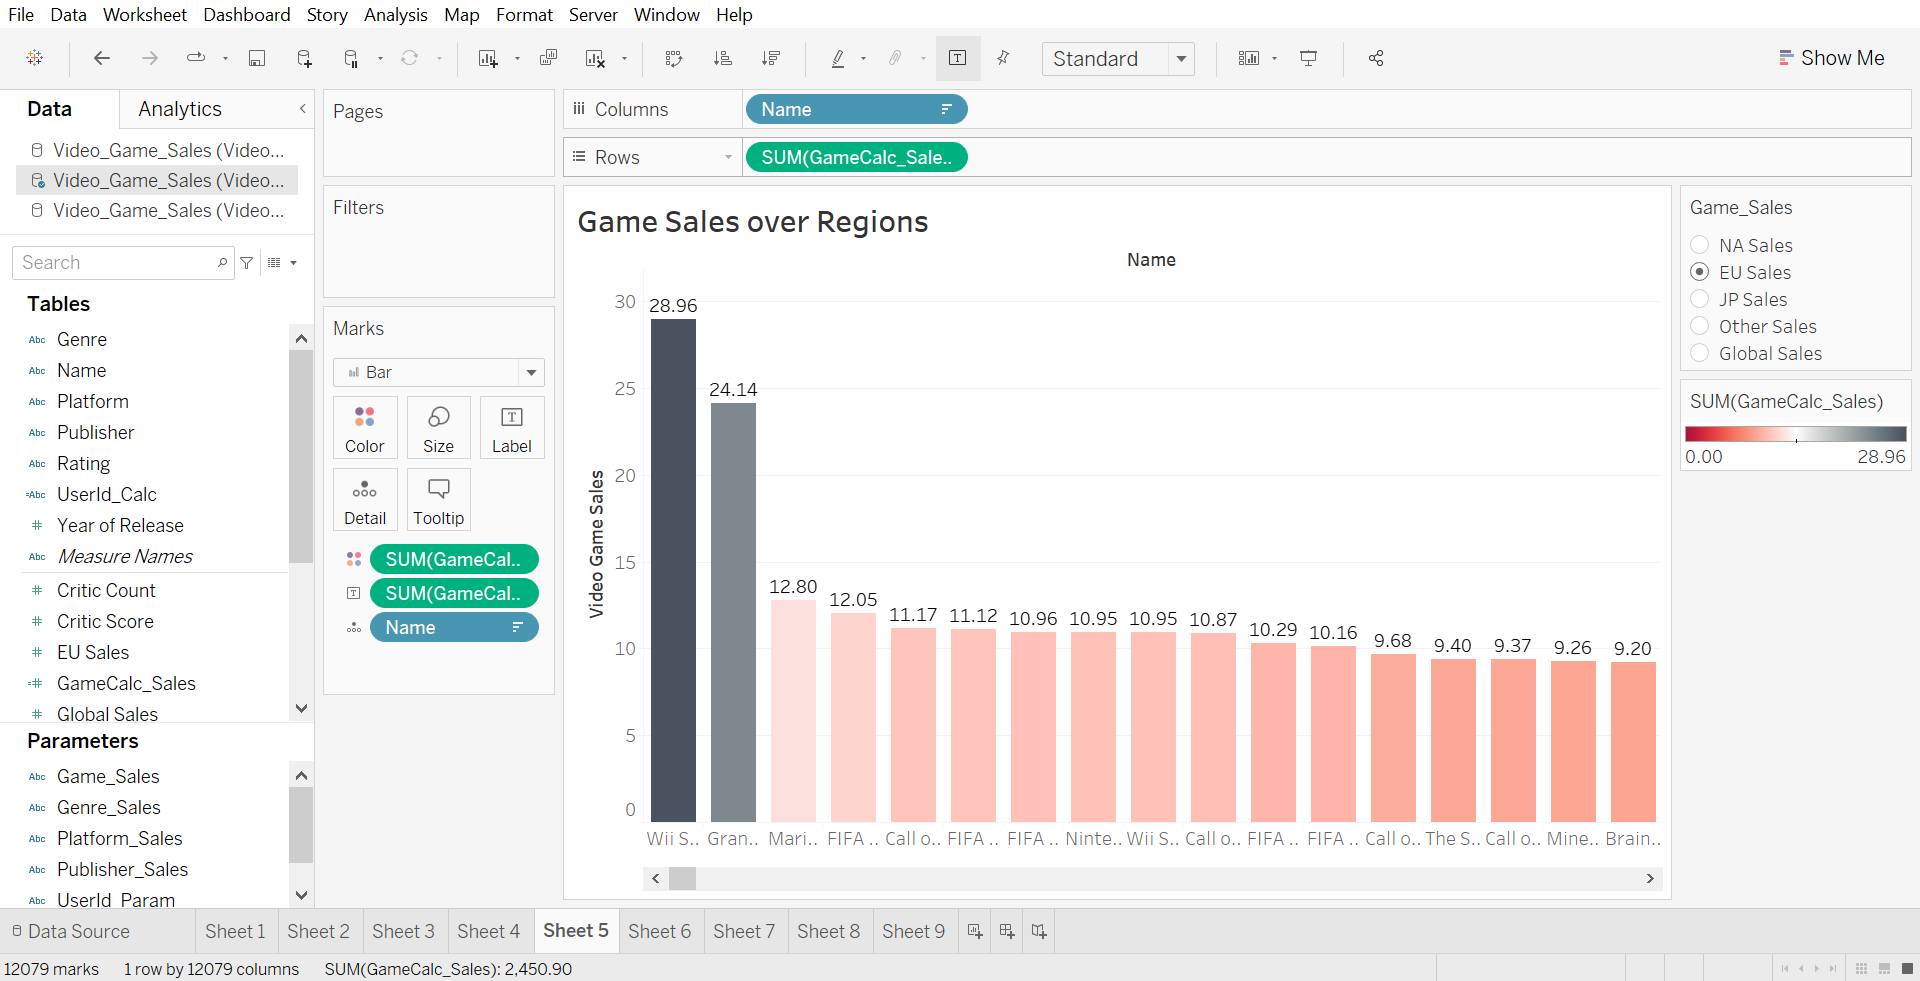 File Data Worksheet Dashboard Story Analysis Map Format Server Window Help
Standard
Show Me
Data
Analytics
Video_Game_Sales (Video...
Video_Game_Sales (Video...
Video_Game_Sales (Video...
Search
Tables
Abc Genre
Abc Name
Abc Platform
Abc Publisher
Abc Rating
=Abc UserId_Calc
# Year of Release
Abc Measure Names
# Critic Count
# Critic Score
# EU Sales
=# GameCalc_Sales
# Global Sales
Parameters
Abc Game_Sales
Abc Genre_Sales
Abc Platform_Sales
Abc Publisher_Sales
Abc UserId_Param
Pages
Filters
Marks
Bar
Color
Size
Label
Detail
Tooltip
SUM(GameCal..
SUM(GameCal..
Name
Columns
Name
Rows
SUM(GameCalc_Sale..
Game Sales over Regions
Name
Video Game Sales
30
25
20
15
10
5
0
28.96
24.14
12.80
12.05
11.17
11.12
10.96
10.95
10.95
10.87
10.29
10.16
9.68
9.40
9.37
9.26
9.20
Wii S.. Gran.. Mari.. FIFA .. Call o.. FIFA .. FIFA .. Ninte.. Wii S.. Call o.. FIFA .. FIFA .. Call o.. The S.. Call o.. Mine.. Brain..
Game_Sales
NA Sales
EU Sales
JP Sales
Other Sales
Global Sales
SUM(GameCalc_Sales)
0.00 28.96
Data Source Sheet 1 Sheet 2 Sheet 3 Sheet 4 Sheet 5 Sheet 6 Sheet 7 Sheet 8 Sheet 9
12079 marks 1 row by 12079 columns SUM(GameCalc_Sales): 2,450.90